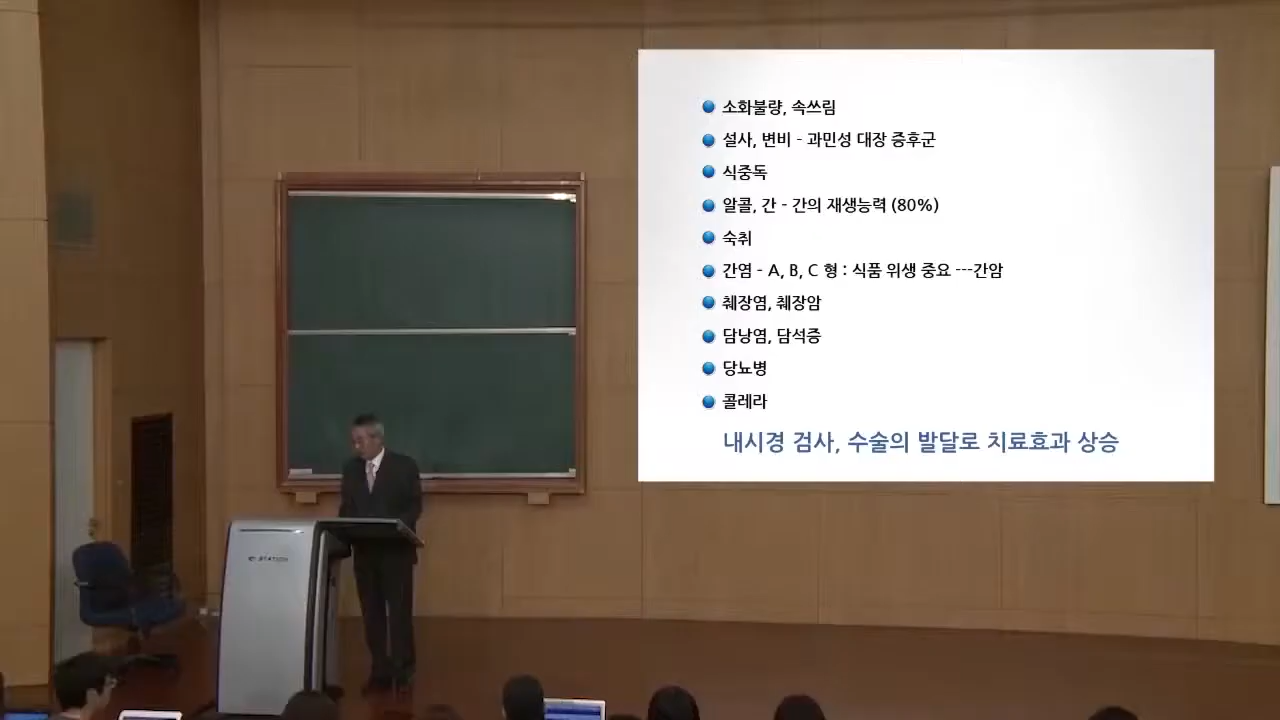 소화불량, 속쓰림
설사, 변비 - 과민성 대장 증후군
식중독
알콜, 간 - 간의 재생능력 (80%)
숙취
간염 - A, B, C 형 : 식품 위생 중요 ---간암
췌장염, 췌장암
담낭염, 담석증
당뇨병
콜레라
내시경 검사, 수술의 발달로 치료효과 상승